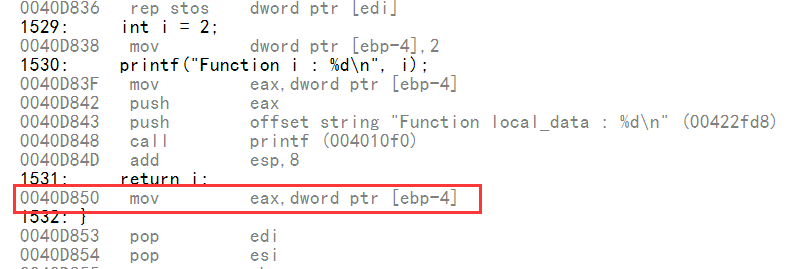 0040D836 rep stos dword ptr [edi]
1529: int i = 2;
0040D838 mov dword ptr [ebp-4],2
1530: printf("Function i : %d\n", i);
0040D83F mov eax,dword ptr [ebp-4]
0040D842 push eax
0040D843 push offset string "Function local_data : %d\n" (00422fd8)
0040D848 call printf (004010f0)
0040D84D add esp,8
1531: return i;
0040D850 mov eax,dword ptr [ebp-4]
1532: }
0040D853 pop edi
0040D854 pop esi